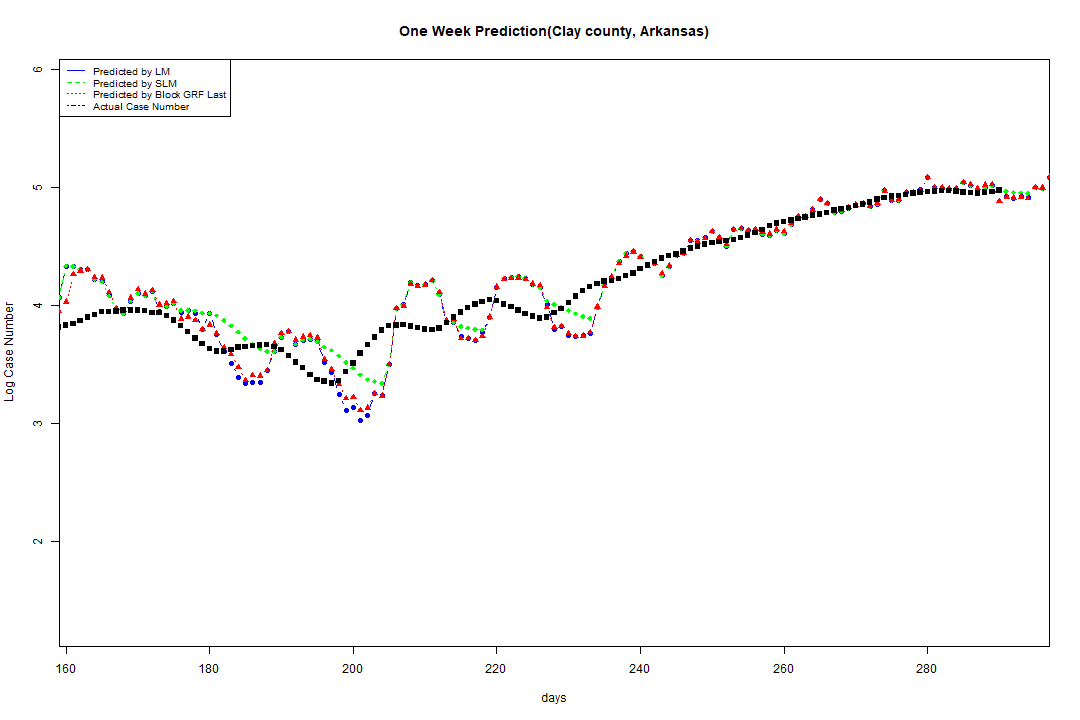 One Week Prediction(Clay county, Arkansas)
Predicted by LM
Predicted by SLM
Predicted by Block GRF Last
Actual Case Number
6
5
4
3
2
Log Case Number
160 180 200 220 240 260 280
days